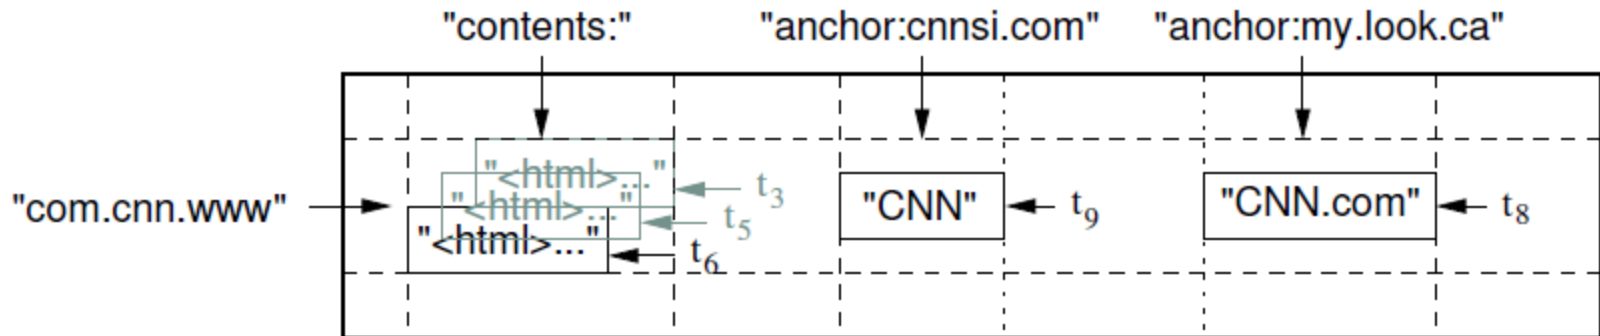 "contents:" "anchor:cnnsi.com" "anchor:my.look.ca"
"<html>..." t3
"com.cnn.www" "<html>..." t5 "CNN" t9 "CNN.com" t8
"<html>..." t6